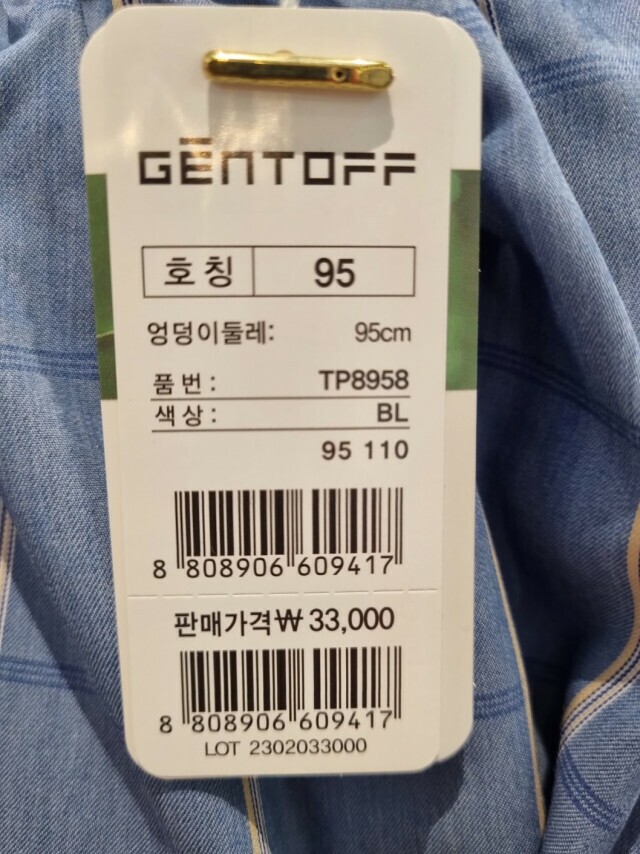 GENTOFF
호칭 95
엉덩이둘레: 95cm
품번: TP8958
색상: BL
95 110
8 808906 609417
판매가격₩ 33,000
8 808906 609417
LOT 2302033000